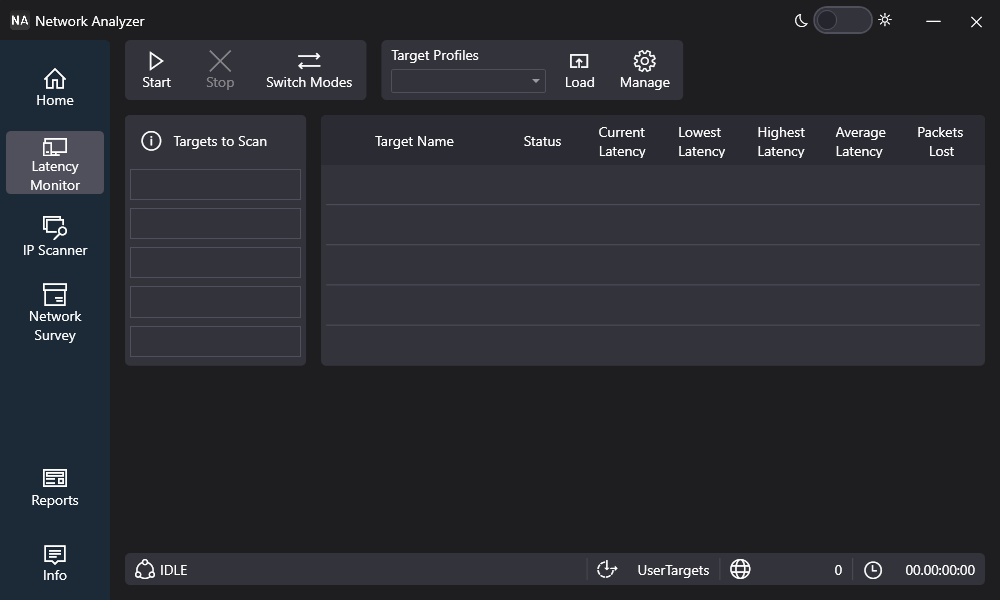 NA Network Analyzer
Home
Latency
Monitor
IP Scanner
Network
Survey
Reports
Info
Start
Stop
Switch Modes
Target Profiles
Load
Manage
Targets to Scan
Target Name
Status
Current
Latency
Lowest
Latency
Highest
Latency
Average
Latency
Packets
Lost
IDLE
UserTargets
0
00.00:00:00